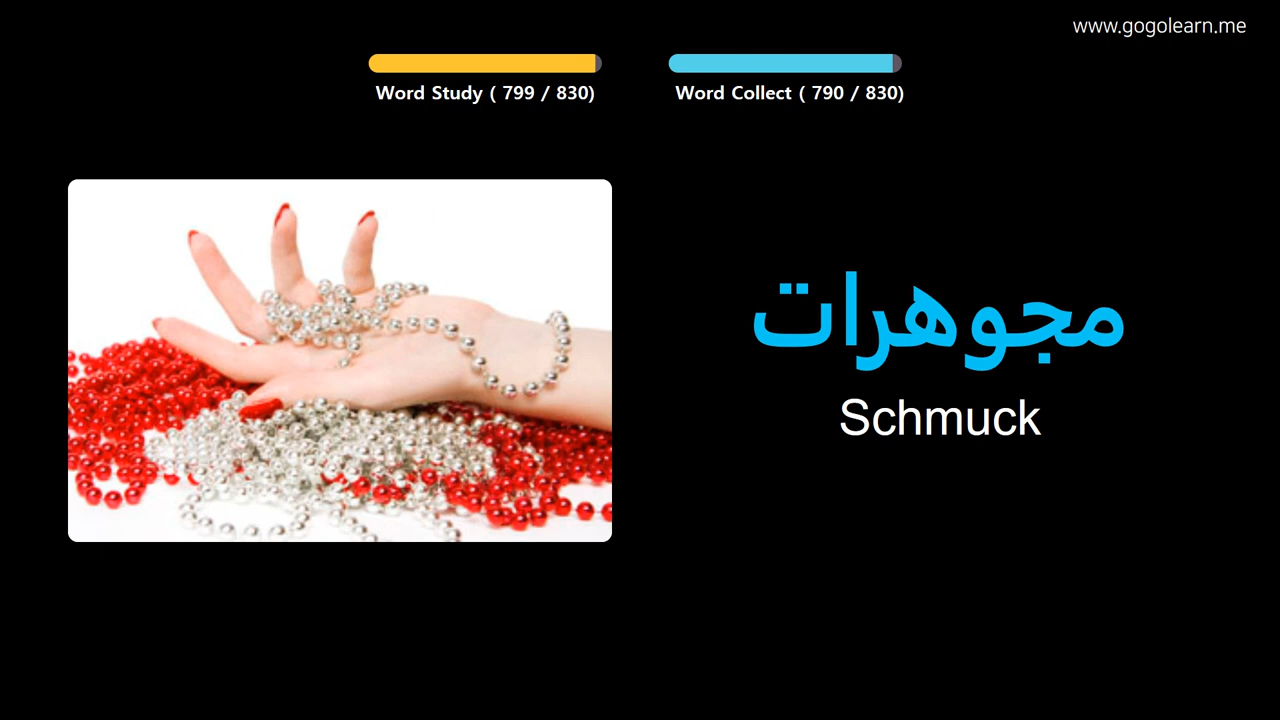 www.gogolearn.me
Word Study ( 799 / 830)
Word Collect ( 790 / 830)
مجوهرات
Schmuck